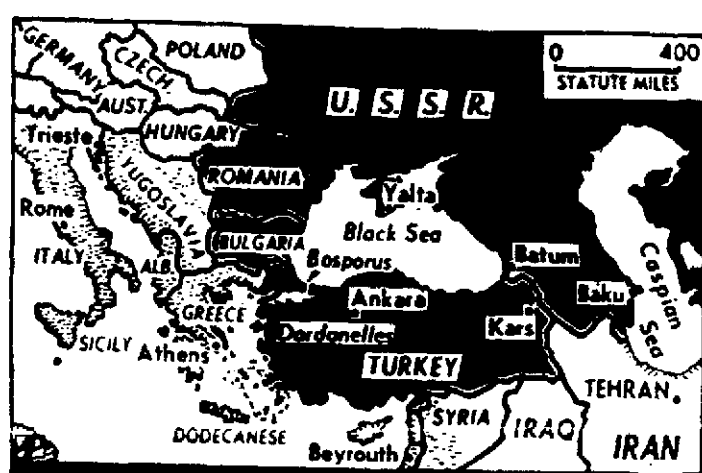 GERMANY
CZECH.
POLAND
0 400
STATUTE MILES
AUST.
HUNGARY
U. S. S. R.
Trieste
YUGOSLAVIA
ROMANIA
Yalta
Rome
Black Sea
ITALY
ALB.
BULGARIA
Bosporus
Batum
Baku
Caspian
Sea
GREECE
Ankara
Kars
SICILY
Athens
Dardanelles
TURKEY
TEHRAN
DODECANESE
SYRIA
IRAQ
IRAN
Beyrouth